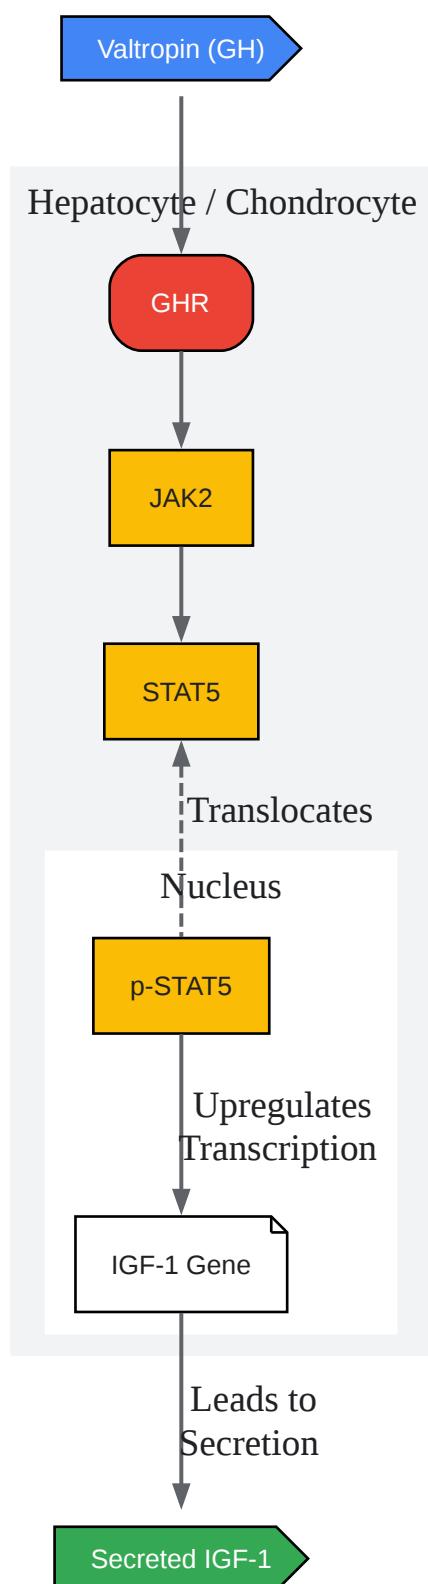 Valtropin (GH)
Hepatocyte / Chondrocyte
GHR
JAK2
STAT5
Translocates
Nucleus
p-STAT5
Upregulates
Transcription
IGF-1 Gene
Leads to
Secretion
Secreted IGF-1